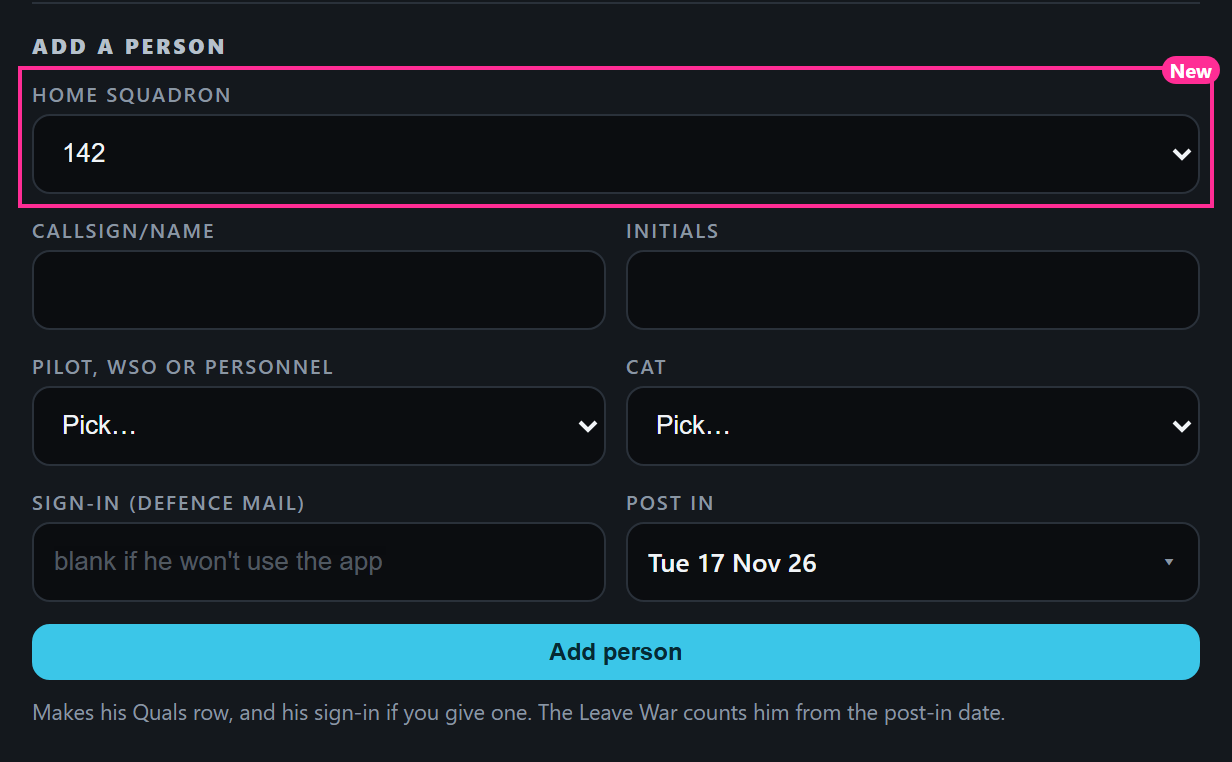 ADD A PERSON
New
HOME SQUADRON
142
CALLSIGN/NAME
INITIALS
PILOT, WSO OR PERSONNEL
CAT
Pick...
Pick...
SIGN-IN (DEFENCE MAIL)
POST IN
blank if he won't use the app
Tue 17 Nov 26
Add person
Makes his Quals row, and his sign-in if you give one. The Leave War counts him from the post-in date.